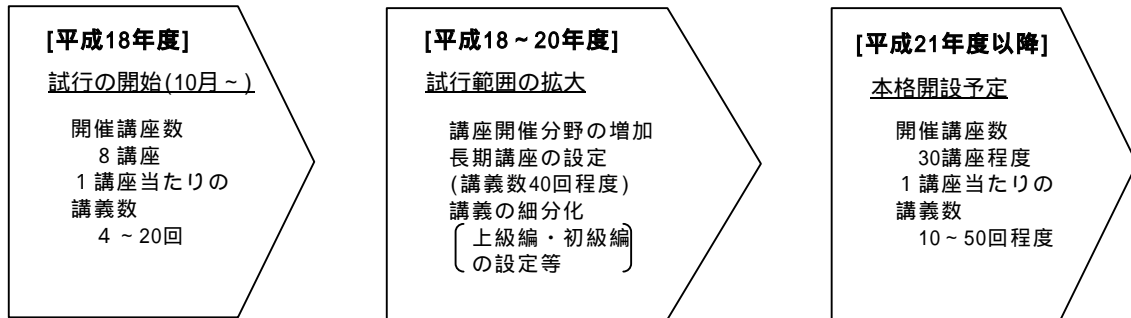 [平成18年度]
試行の開始(10月～)
開催講座数
8講座
1講座当たりの
講義数
4～20回
[平成18～20年度]
試行範囲の拡大
講座開催分野の増加
長期講座の設定
(講義数40回程度)
講義の細分化
上級編・初級編
の設定等
[平成21年度以降]
本格開設予定
開催講座数
30講座程度
1講座当たりの
講義数
10～50回程度